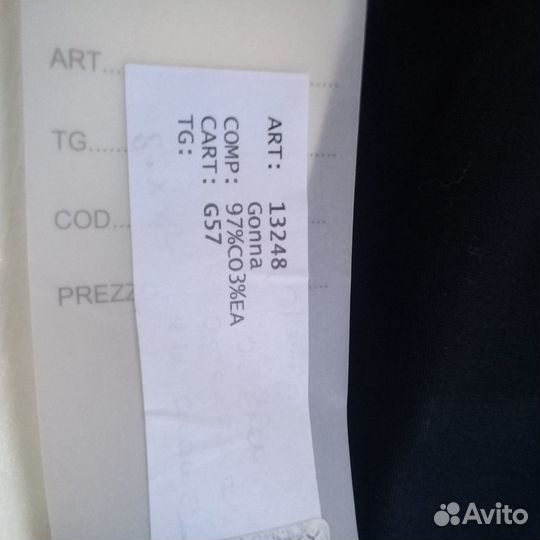 ART.....
TG.....
COD.....
PREZZ
ART: 13248
Gonna
COMP: 97%CO3%EA
CART: G57
TG:
Avito